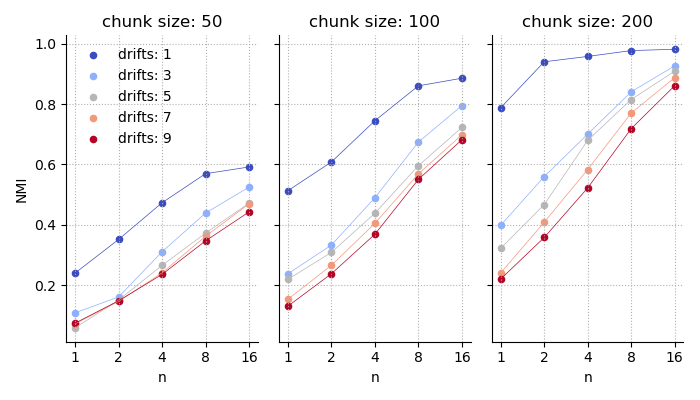 chunk size: 50
chunk size: 100
chunk size: 200
1.0
0.8
0.6
0.4
0.2
NMI
drifts: 1
drifts: 3
drifts: 5
drifts: 7
drifts: 9
1 2 4 8 16
1 2 4 8 16
1 2 4 8 16
n
n
n